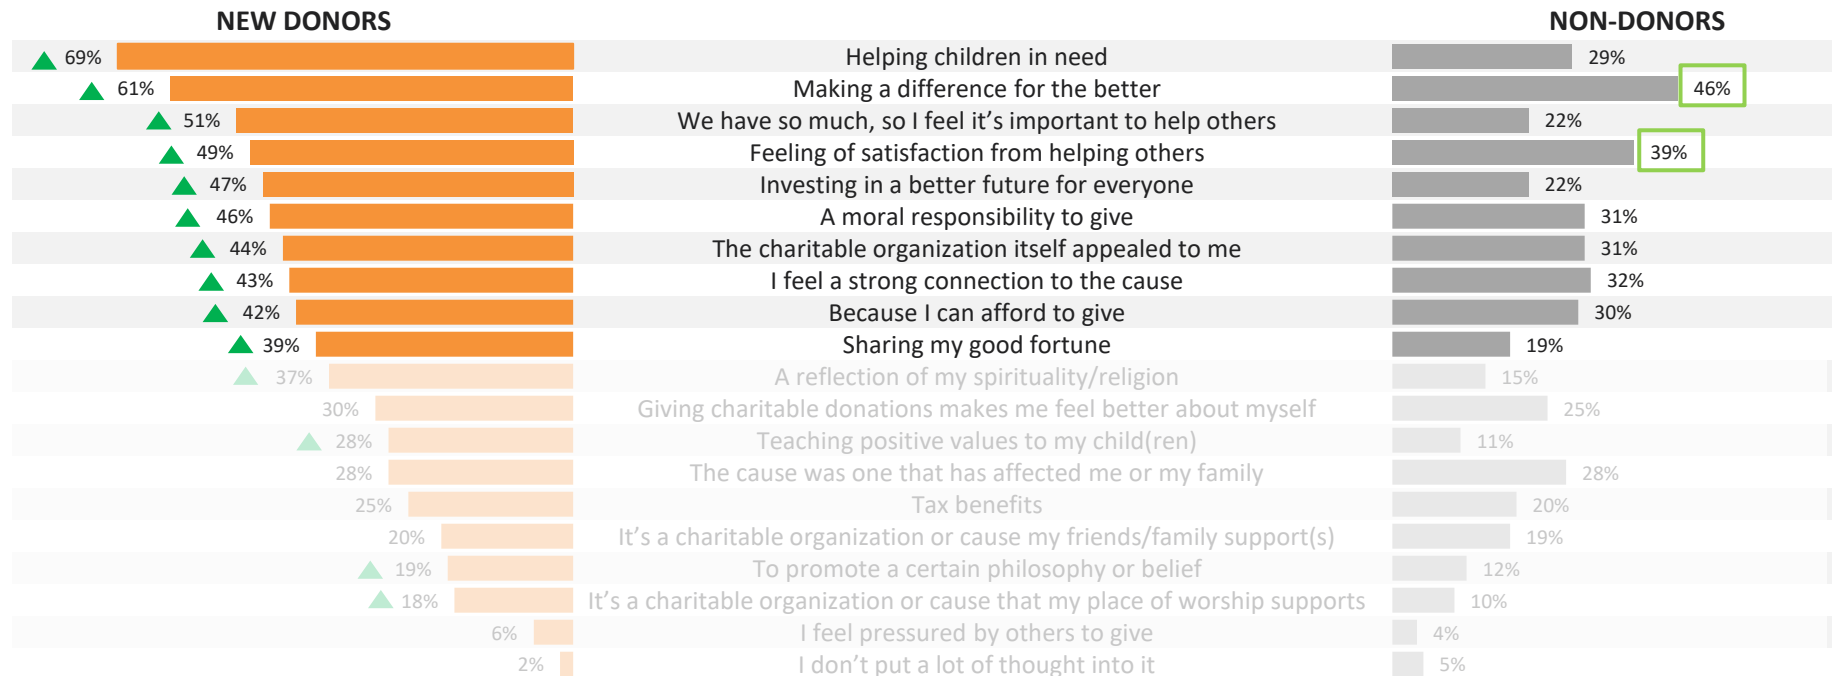 NEW DONORS NON-DONORS
69% Helping children in need 29%
61% Making a difference for the better 46%
51% We have so much, so I feel it’s important to help others 22%
49% Feeling of satisfaction from helping others 39%
47% Investing in a better future for everyone 22%
46% A moral responsibility to give 31%
44% The charitable organization itself appealed to me 31%
43% I feel a strong connection to the cause 32%
42% Because I can afford to give 30%
39% Sharing my good fortune 19%
37% A reflection of my spirituality/religion 15%
30% Giving charitable donations makes me feel better about myself 25%
28% Teaching positive values to my child(ren) 11%
28% The cause was one that has affected me or my family 28%
25% Tax benefits 20%
20% It’s a charitable organization or cause my friends/family support(s) 19%
19% To promote a certain philosophy or belief 12%
18% It’s a charitable organization or cause that my place of worship supports 10%
6% I feel pressured by others to give 4%
2% I don’t put a lot of thought into it 5%